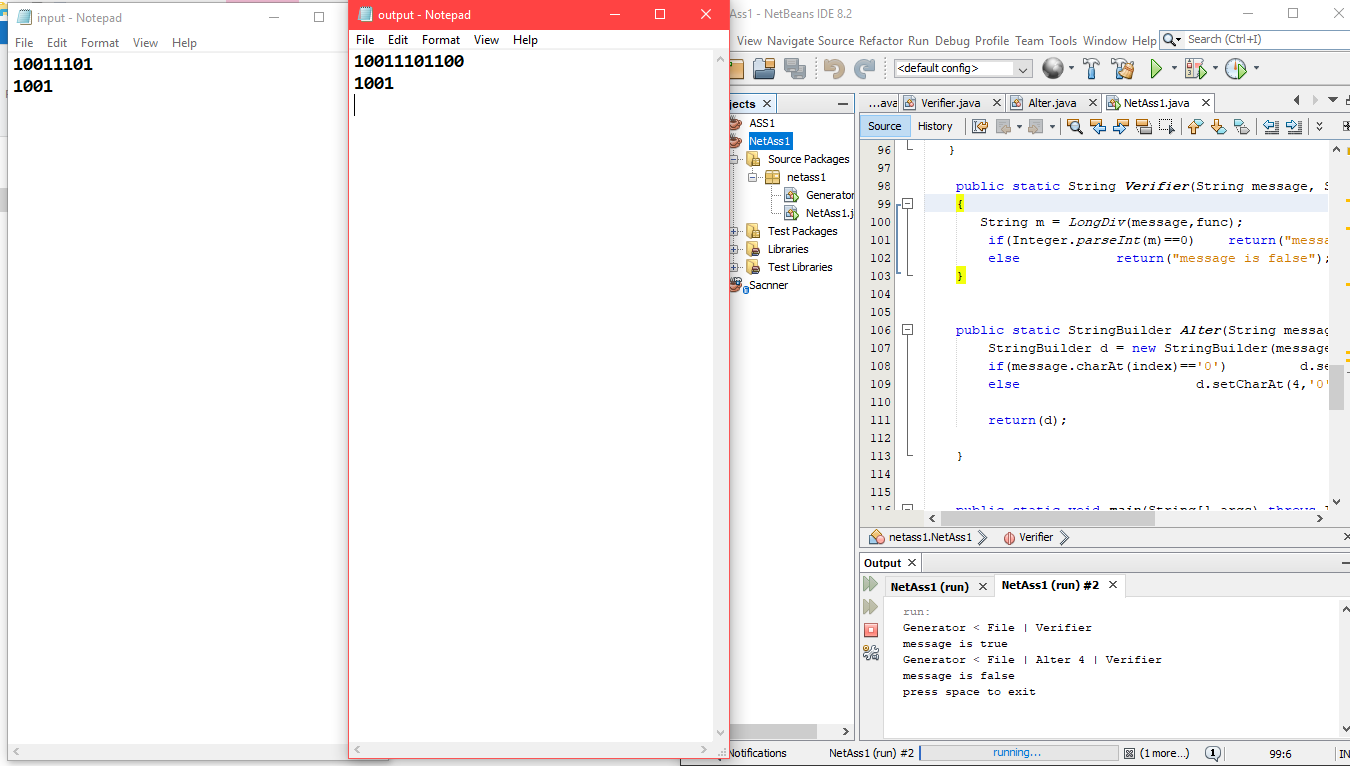 input - Notepad
File Edit Format View Help
10011101
1001
output - Notepad
File Edit Format View Help
10011101100
1001
Ass1 - NetBeans IDE 8.2
View Navigate Source Refactor Run Debug Profile Team Tools Window Help
Search (Ctrl+I)
<default config>
jects
ASS1
NetAss1
Source Packages
netass1
Generator
NetAss1.j
Test Packages
Libraries
Test Libraries
Sacnner
...ava Verifier.java Alter.java NetAss1.java
Source History
96 }
97
98 public static String Verifier(String message, S
99 {
100 String m = LongDiv(message,func);
101 if(Integer.parseInt(m)==0) return("messa
102 else return("message is false");
103 }
104
105
106 public static StringBuilder Alter(String messag
107 StringBuilder d = new StringBuilder(message
108 if(message.charAt(index)=='0') d.se
109 else d.setCharAt(4,'0'
110
111 return(d);
112
113 }
114
115
116 public static void main(String[] args) throws
netass1.NetAss1 Verifier
Output
NetAss1 (run) NetAss1 (run) #2
run:
Generator < File | Verifier
message is true
Generator < File | Alter 4 | Verifier
message is false
press space to exit
Notifications NetAss1 (run) #2 running... (1 more...) 1 99:6 IN